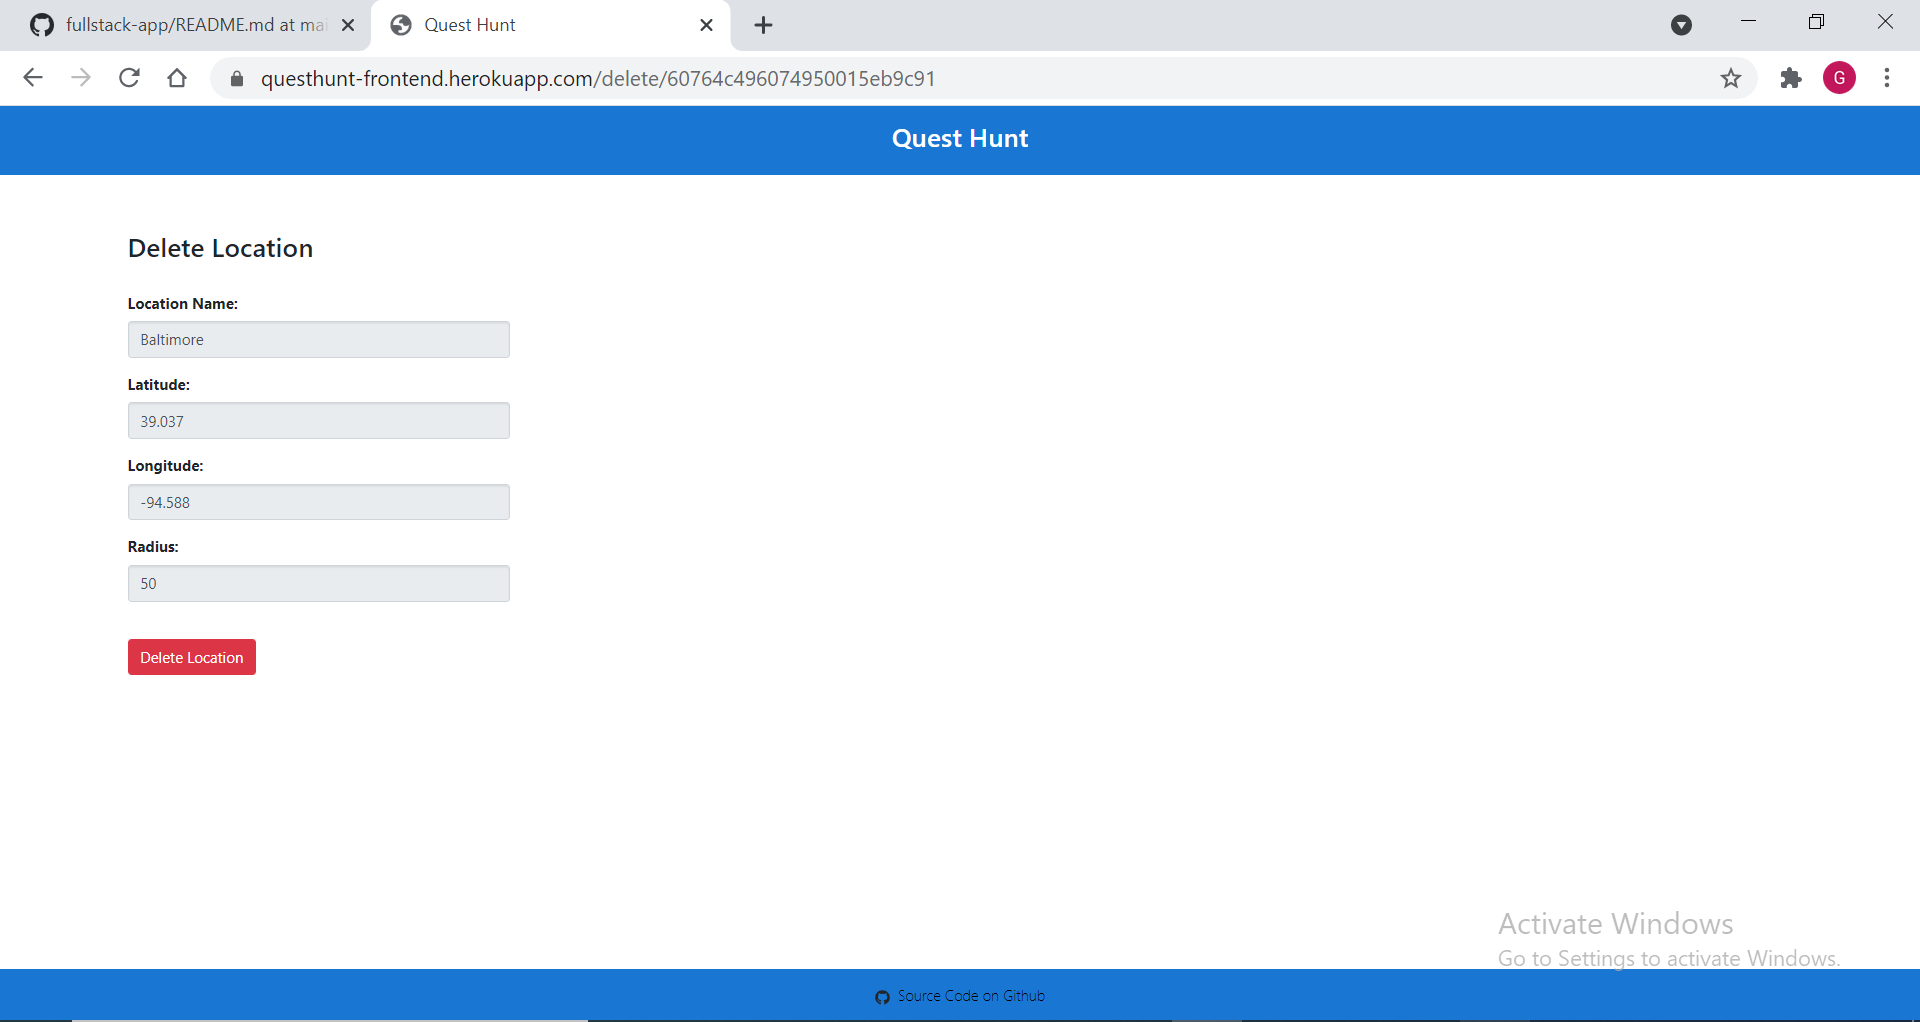 fullstack-app/README.md at mai
Quest Hunt
questhunt-frontend.herokuapp.com/delete/60764c496074950015eb9c91
G
Quest Hunt
Delete Location
Location Name:
Baltimore
Latitude:
39.037
Longitude:
-94.588
Radius:
50
Delete Location
Activate Windows
Go to Settings to activate Windows.
Source Code on Github